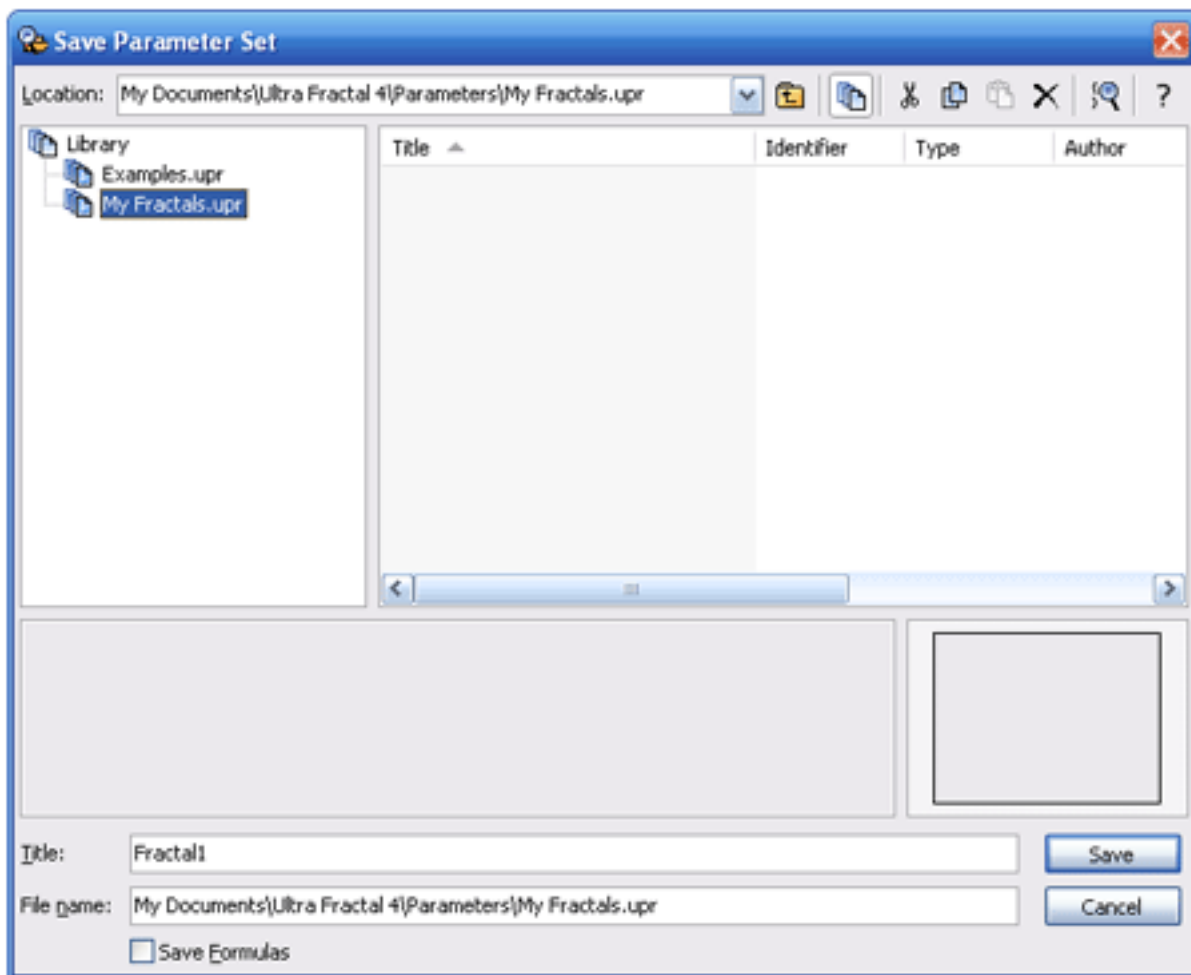 Save Parameter Set
Location: My Documents\Ultra Fractal 4\Parameters\My Fractals.upr ?
Library
Examples.upr
My Fractals.upr
Title Identifier Type Author
Title: Fractal1 Save
File name: My Documents\Ultra Fractal 4\Parameters\My Fractals.upr Cancel
Save Formulas